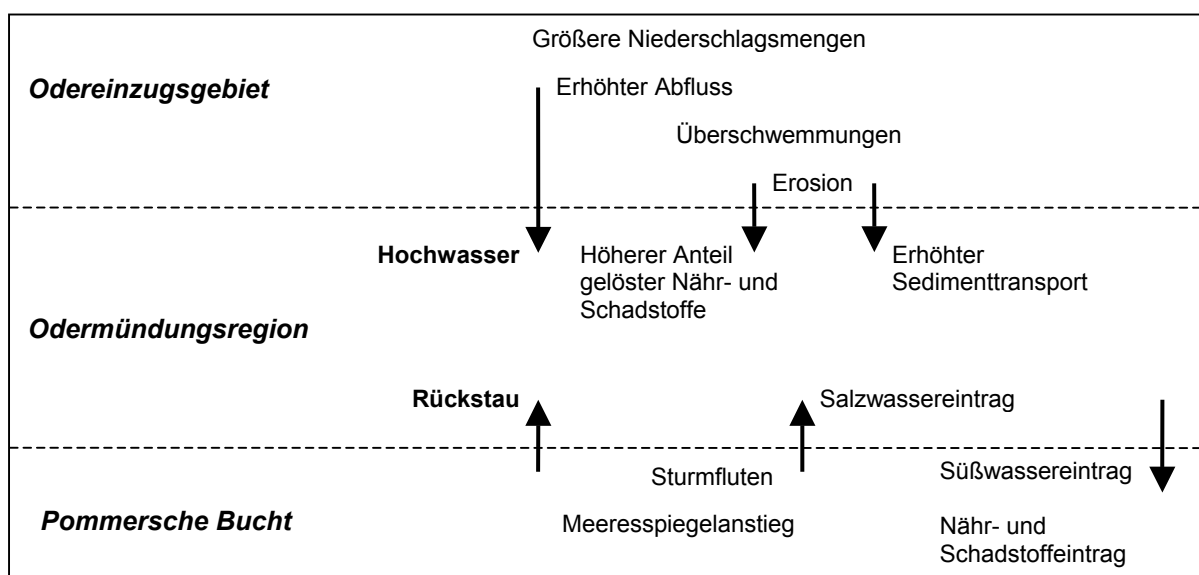 Größere Niederschlagsmengen
Odereinzugsgebiet
Erhöhter Abfluss
Überschwemmungen
Erosion
Hochwasser
Höherer Anteil
gelöster Nähr- und
Schadstoffe
Erhöhter
Sedimenttransport
Odermündungsregion
Rückstau
Salzwassereintrag
Sturmfluten
Süßwassereintrag
Pommersche Bucht
Meeresspiegelanstieg
Nähr- und
Schadstoffeintrag